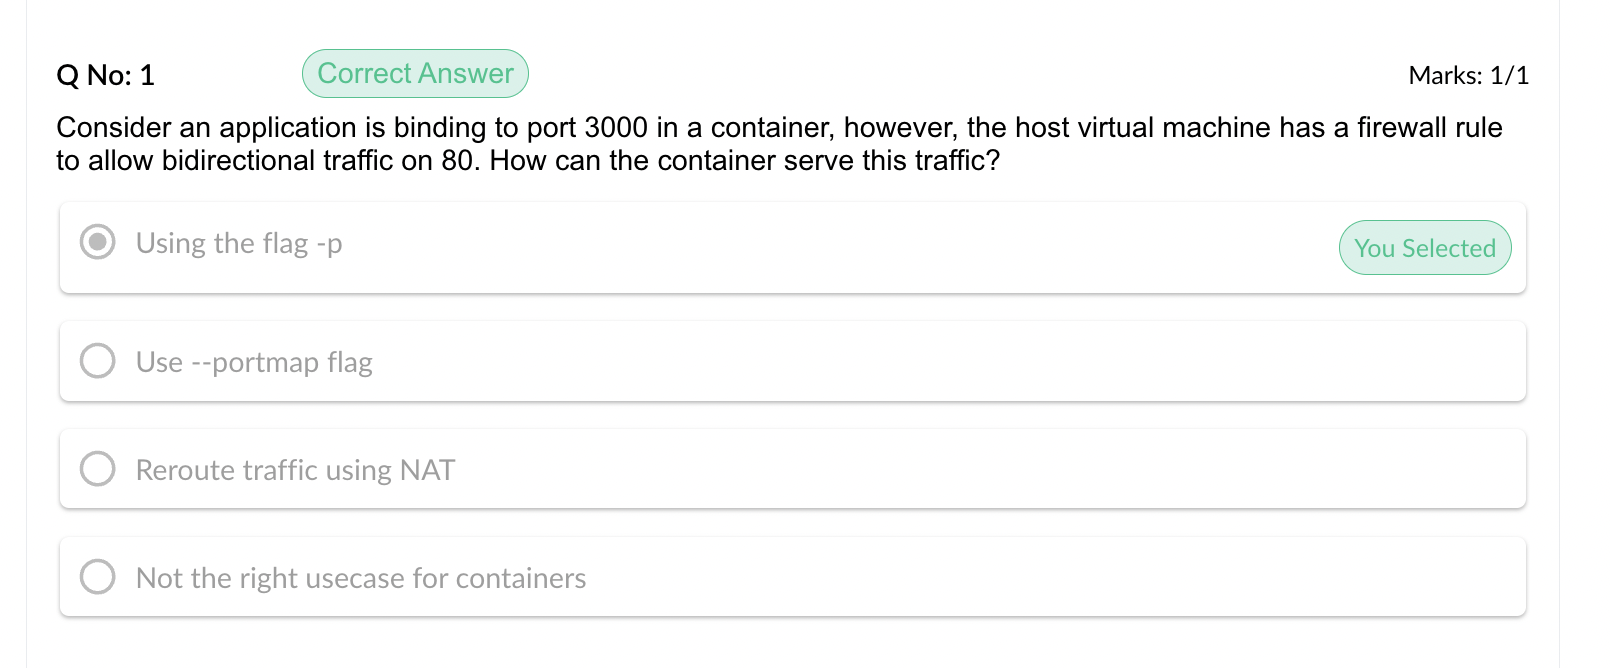 Q No: 1
Correct Answer
Marks: 1/1
Consider an application is binding to port 3000 in a container, however, the host virtual machine has a firewall rule
to allow bidirectional traffic on 80. How can the container serve this traffic?
Using the flag -p
You Selected
Use --portmap flag
Reroute traffic using NAT
Not the right usecase for containers